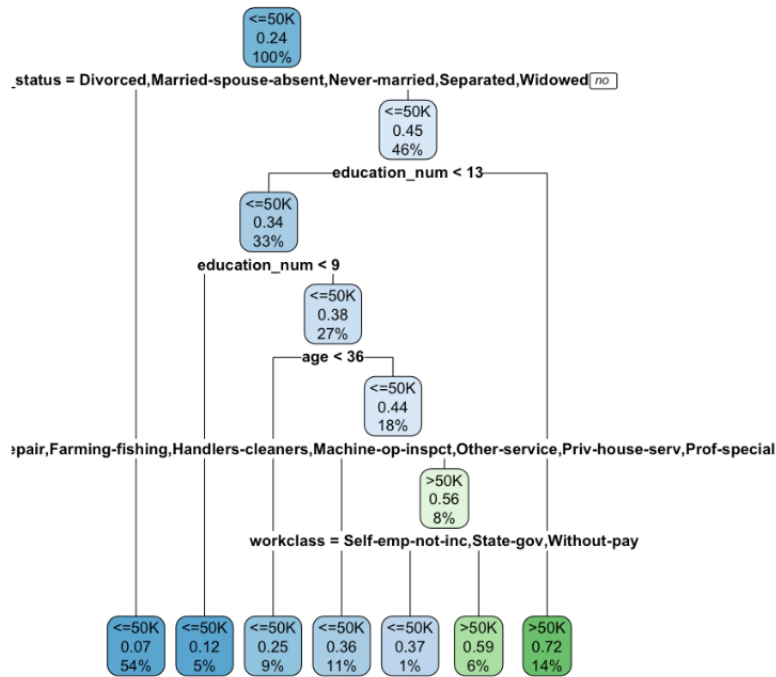 <=50K
0.24
100%
_status = Divorced,Married-spouse-absent,Never-married,Separated,Widowed no
<=50K
0.45
46%
education_num < 13
<=50K
0.34
33%
education_num < 9
<=50K
0.38
27%
age < 36
<=50K
0.44
18%
epair,Farming-fishing,Handlers-cleaners,Machine-op-inspct,Other-service,Priv-house-serv,Prof-special
>50K
0.56
8%
workclass = Self-emp-not-inc,State-gov,Without-pay
<=50K <=50K <=50K <=50K <=50K >50K >50K
0.07 0.12 0.25 0.36 0.37 0.59 0.72
54% 5% 9% 11% 1% 6% 14%